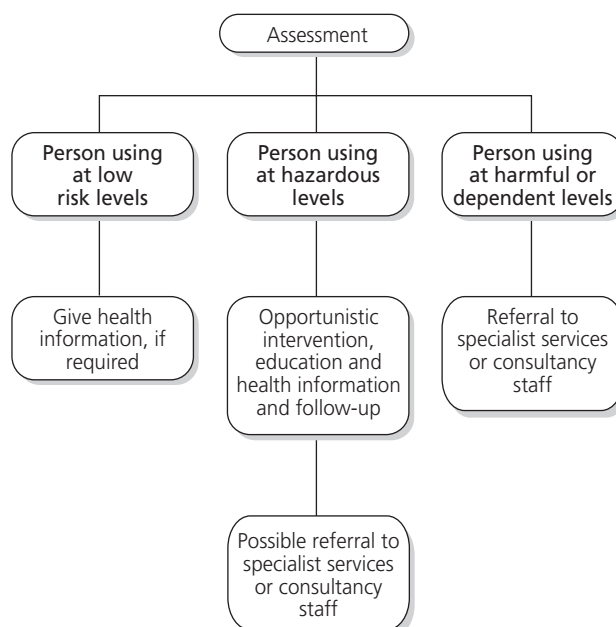 Assessment
Person using
at low
risk levels
Person using
at hazardous
levels
Person using
at harmful or
dependent levels
Give health
information, if
required
Opportunistic
intervention,
education and
health information
and follow-up
Referral to
specialist services
or consultancy
staff
Possible referral to
specialist services
or consultancy
staff